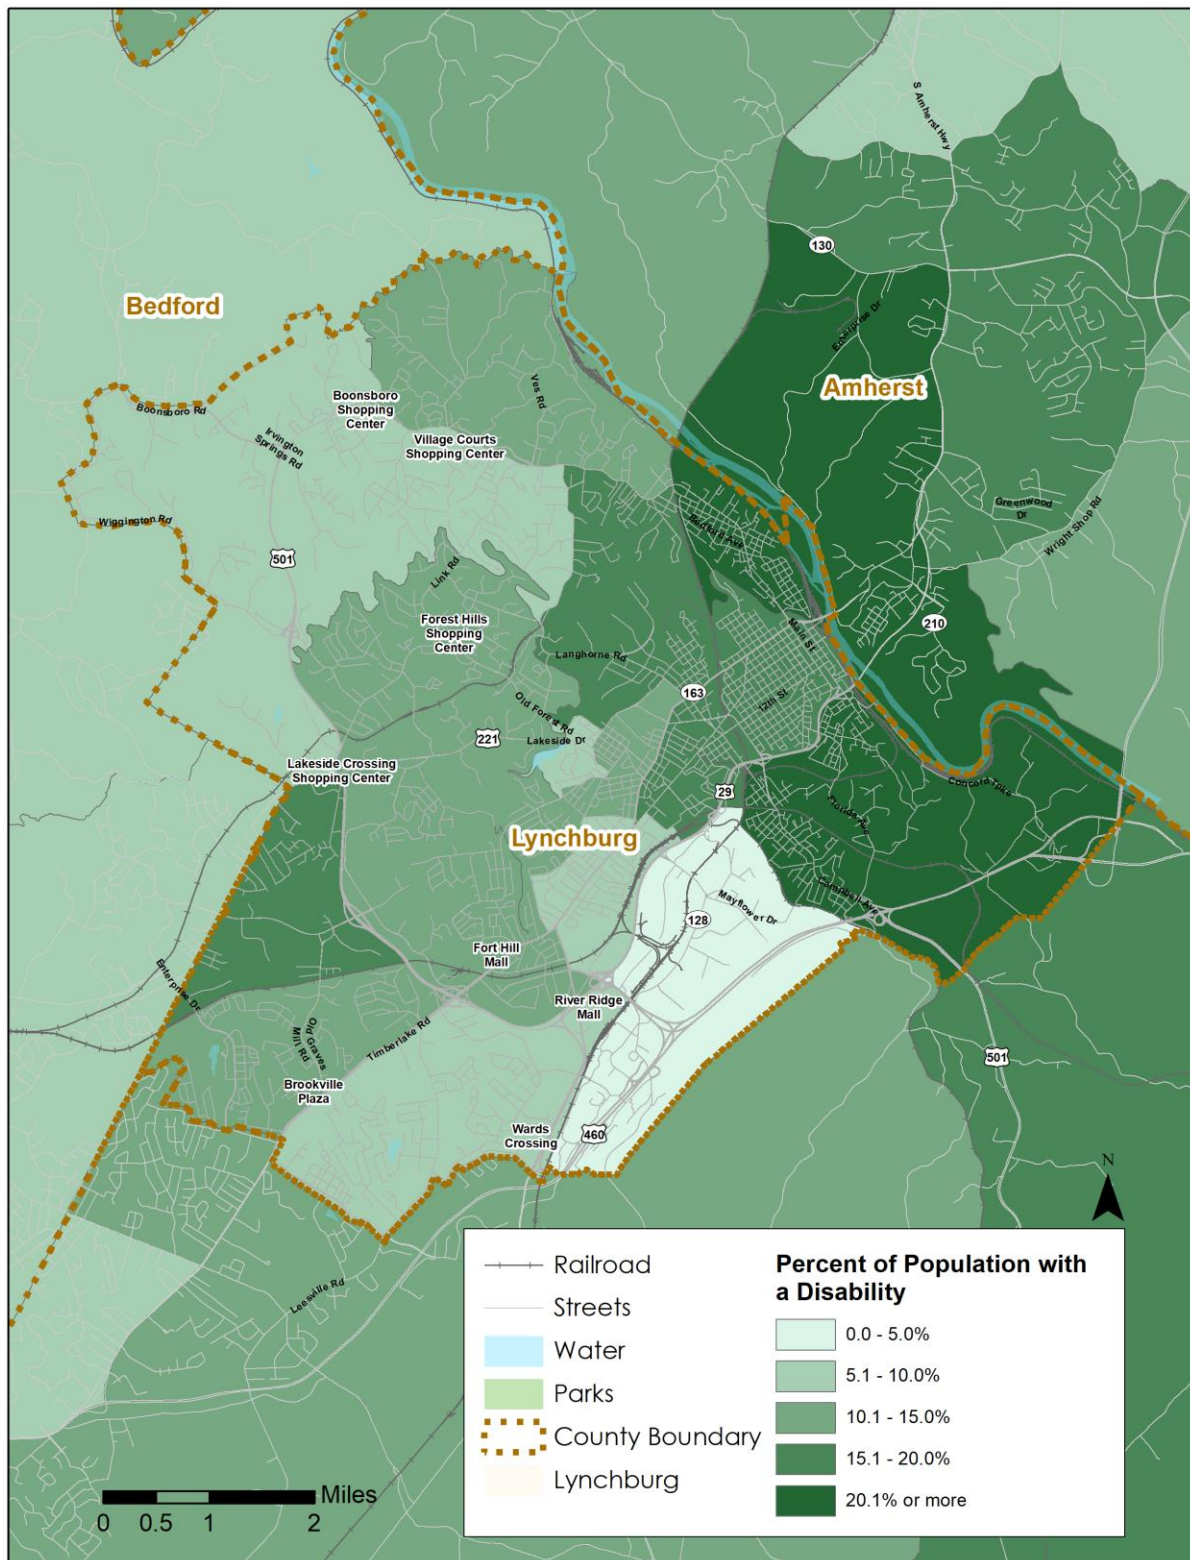 S Amherst Hwy
130
Bedford
Enterprise Dr
Amherst
Ves Rd
Boonsboro
Shopping
Center
Boonsboro Rd
Irvington
Springs Rd
Village Courts
Shopping Center
Greenwood
Dr
Wright Shop Rd
Wiggington Rd
Bedford Ave
501
Link Rd
Forest Hills
Shopping
Center
210
Main St
Langhorne Rd
163
12th St
Old Forest Rd
221
Lakeside Dr
Lakeside Crossing
Shopping Center
Concord Tpke
29
Florida Ave
Lynchburg
Campbell Ave
Mayflower Dr
128
Fort Hill
Mall
Enterprise Dr
River Ridge
Mall
Old Graves
Mill Rd
Timberlake Rd
501
Brookville
Plaza
Wards
Crossing
460
N
Leesville Rd
Railroad
Streets
Water
Parks
County Boundary
Lynchburg
Percent of Population with
a Disability
0.0 - 5.0%
5.1 - 10.0%
10.1 - 15.0%
15.1 - 20.0%
20.1% or more
Miles
0 0.5 1 2